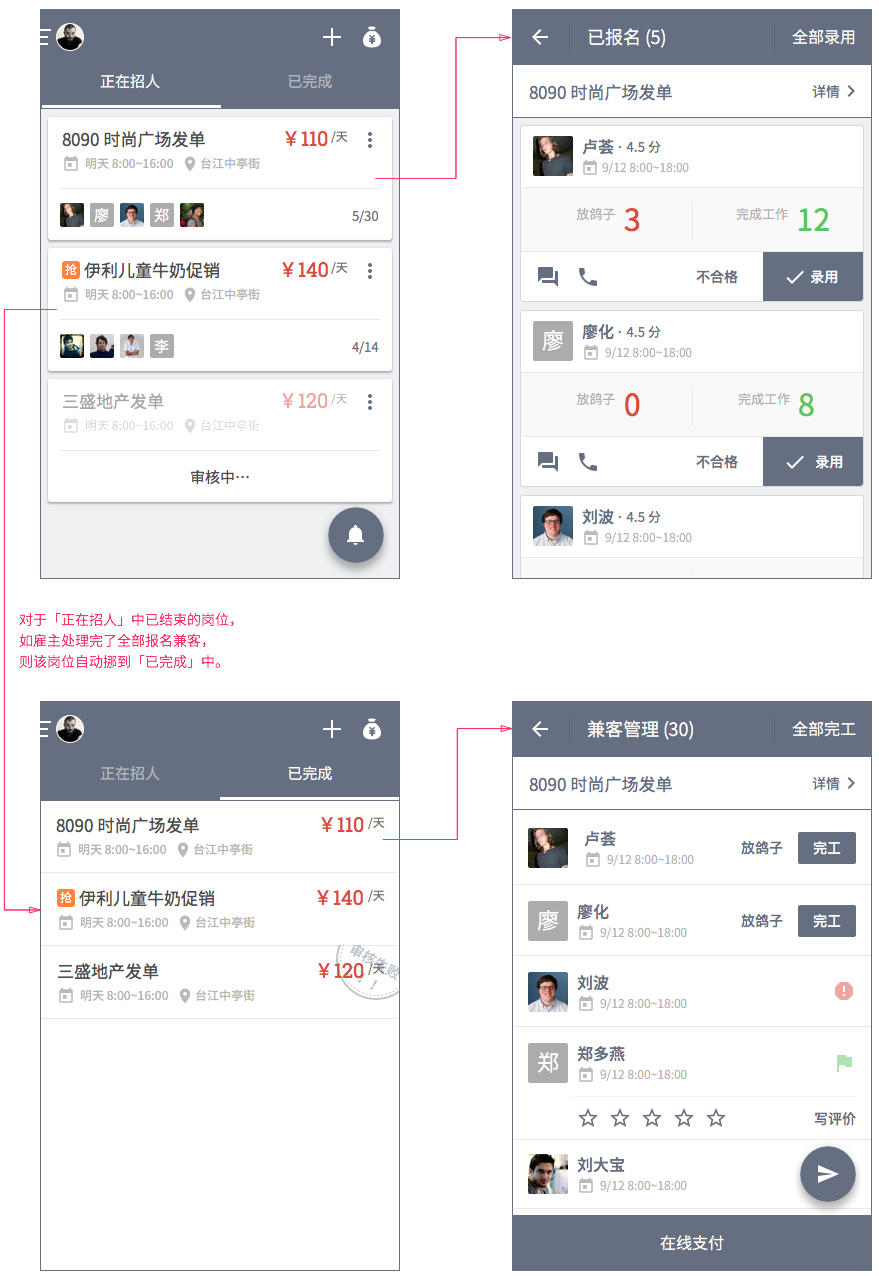 正在招人
已完成
8090 时尚广场发单
¥110/天
明天 8:00~16:00
台江中亭街
廖
郑
5/30
抢 伊利儿童牛奶促销
¥140/天
明天 8:00~16:00
台江中亭街
李
4/14
三盛地产发单
¥120/天
明天 8:00~16:00
台江中亭街
审核中···
已报名 (5)
全部录用
8090 时尚广场发单
详情
卢荟 · 4.5 分
9/12 8:00~18:00
放鸽子 3
完成工作 12
不合格
录用
廖
廖化 · 4.5 分
9/12 8:00~18:00
放鸽子 0
完成工作 8
不合格
录用
刘波 · 4.5 分
9/12 8:00~18:00
对于「正在招人」中已结束的岗位，
如雇主处理完了全部报名兼客，
则该岗位自动挪到「已完成」中。
正在招人
已完成
8090 时尚广场发单
¥110 /天
明天 8:00~16:00
台江中亭街
抢 伊利儿童牛奶促销
¥140 /天
明天 8:00~16:00
台江中亭街
三盛地产发单
¥120 /天
明天 8:00~16:00
台江中亭街
审核失败
！！
兼客管理 (30)
全部完工
8090 时尚广场发单
详情
卢荟
9/12 8:00~18:00
放鸽子
完工
廖
廖化
9/12 8:00~18:00
放鸽子
完工
刘波
9/12 8:00~18:00
郑
郑多燕
9/12 8:00~18:00
写评价
刘大宝
9/12 8:00~18:00
在线支付